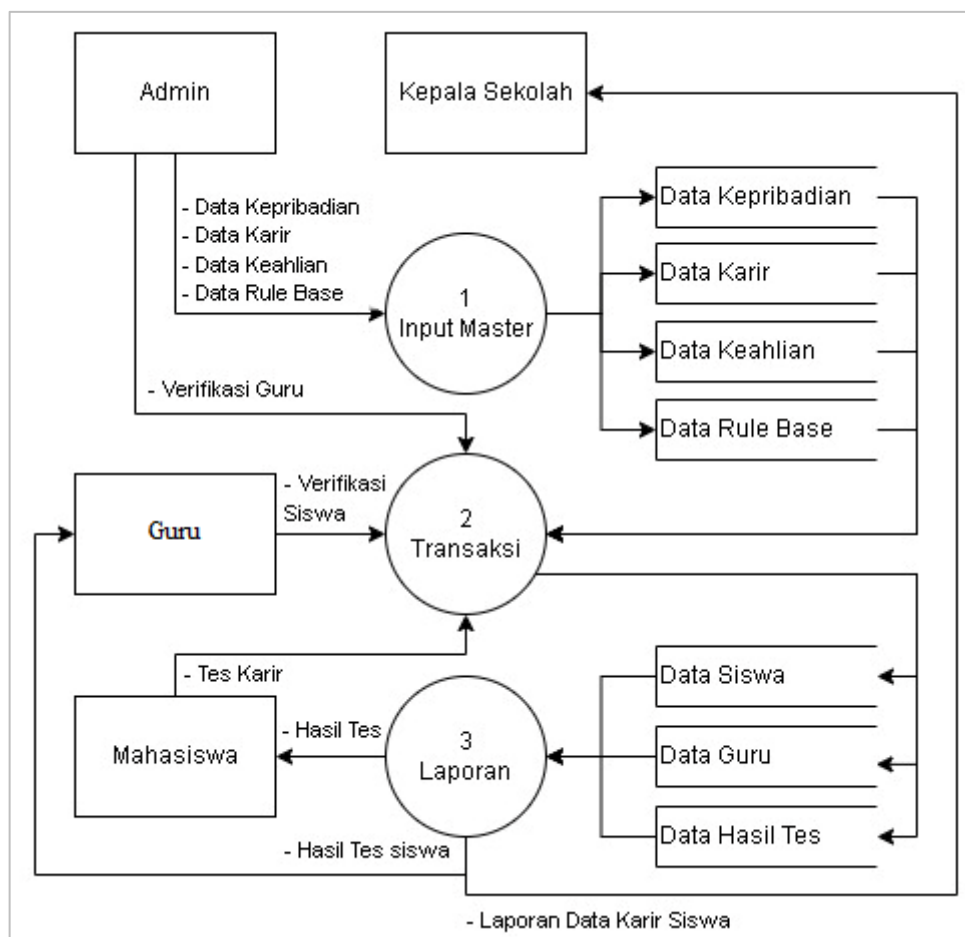 Admin
Kepala Sekolah
- Data Kepribadian
- Data Karir
- Data Keahlian
- Data Rule Base
1
Input Master
Data Kepribadian
Data Karir
Data Keahlian
Data Rule Base
- Verifikasi Guru
Guru
- Verifikasi
Siswa
2
Transaksi
- Tes Karir
Mahasiswa
- Hasil Tes
3
Laporan
Data Siswa
Data Guru
Data Hasil Tes
- Hasil Tes siswa
- Laporan Data Karir Siswa